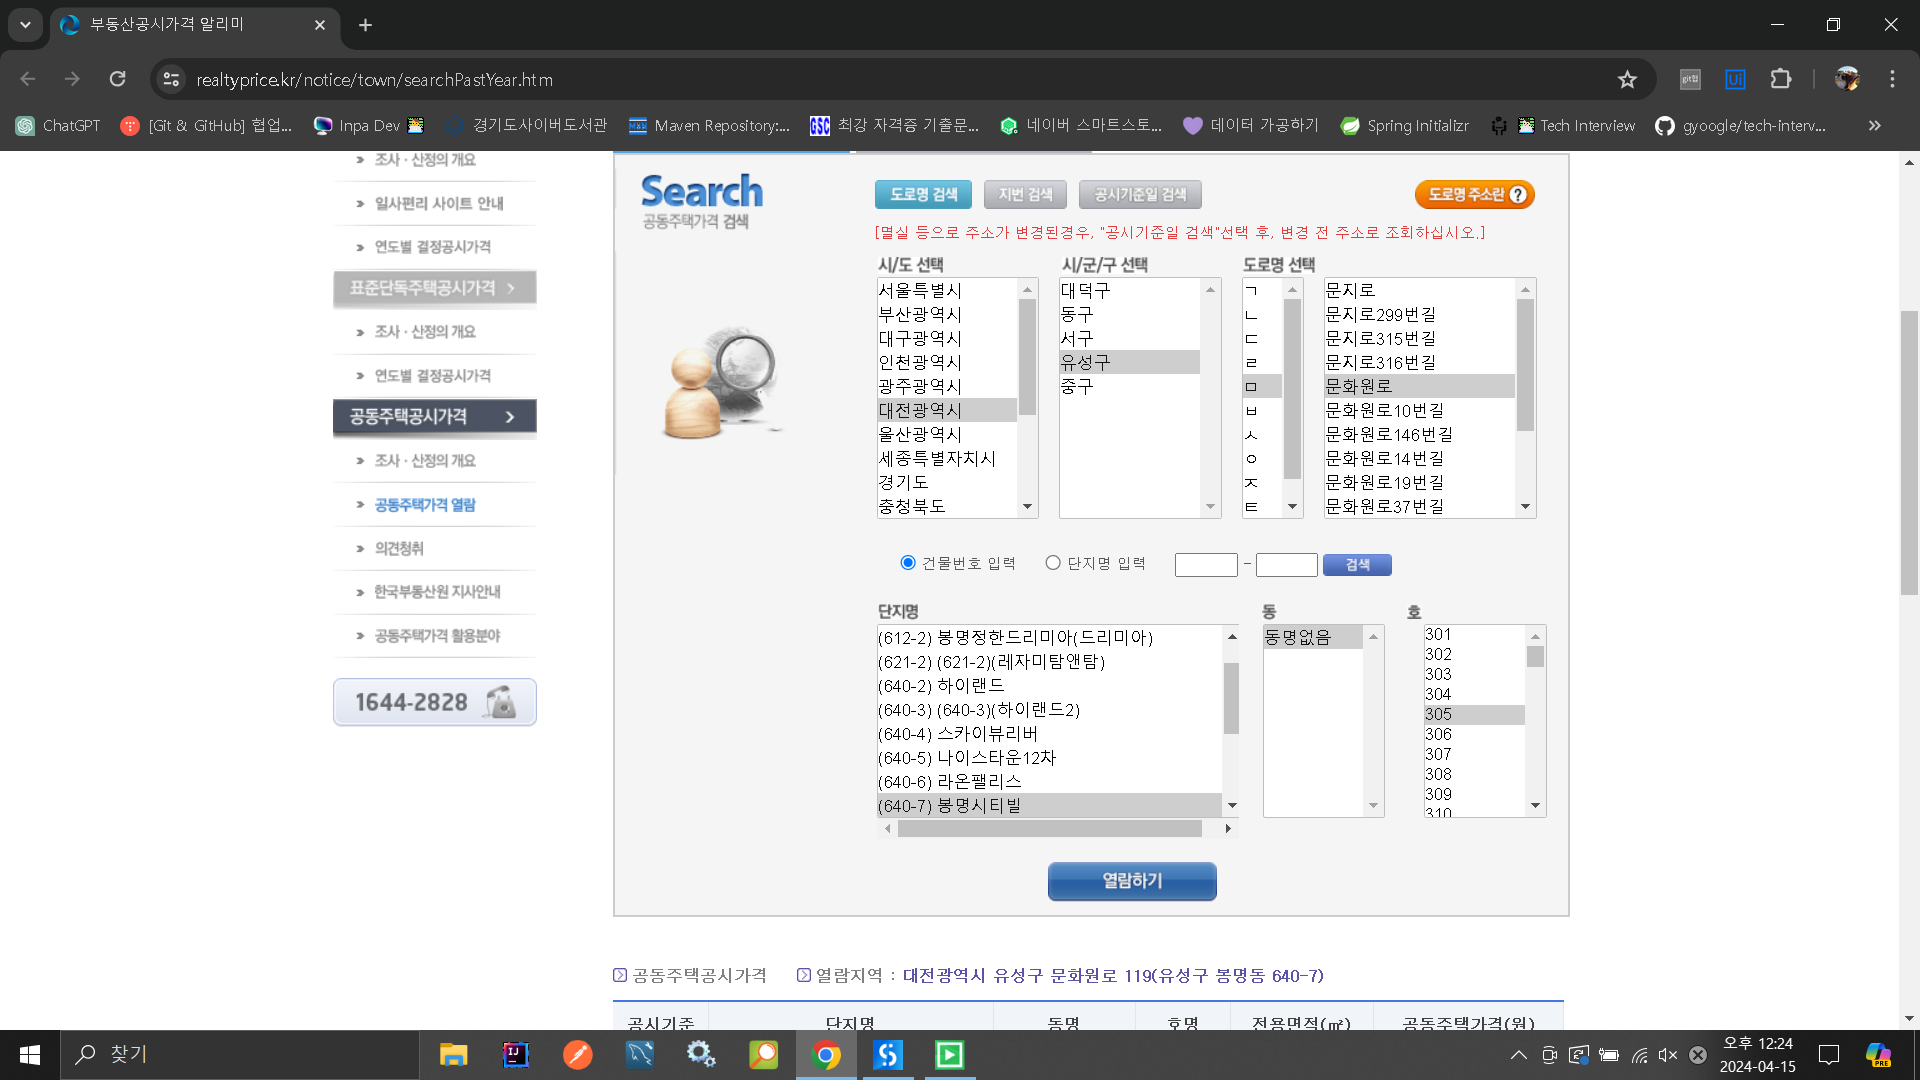 부동산공시가격 알리미
realtyprice.kr/notice/town/searchPastYear.htm
git헙
Ui
ChatGPT
[Git & GitHub] 협업...
Inpa Dev
경기도사이버도서관
Maven Repository:...
최강 자격증 기출문...
네이버 스마트스토...
데이터 가공하기
Spring Initializr
Tech Interview
gyoogle/tech-interv...
조사 · 산정의 개요
일사편리 사이트 안내
연도별 결정공시가격
표준단독주택공시가격
조사 · 산정의 개요
연도별 결정공시가격
공동주택공시가격
조사 · 산정의 개요
공동주택가격 열람
의견청취
한국부동산원 지사안내
공동주택가격 활용분야
1644-2828
Search
공동주택가격 검색
도로명 검색
지번 검색
공시기준일 검색
도로명 주소란 ?
[멸실 등으로 주소가 변경된경우, "공시기준일 검색"선택 후, 변경 전 주소로 조회하십시오.]
시/도 선택
서울특별시
부산광역시
대구광역시
인천광역시
광주광역시
대전광역시
울산광역시
세종특별자치시
경기도
충청북도
시/군/구 선택
대덕구
동구
서구
유성구
중구
도로명 선택
ㄱ
ㄴ
ㄷ
ㄹ
ㅁ
ㅂ
ㅅ
ㅇ
ㅈ
ㅌ
문지로
문지로299번길
문지로315번길
문지로316번길
문화원로
문화원로10번길
문화원로146번길
문화원로14번길
문화원로19번길
문화원로37번길
건물번호 입력
단지명 입력
-
검색
단지명
(612-2) 봉명정한드리미아(드리미아)
(621-2) (621-2)(레자미탐앤탐)
(640-2) 하이랜드
(640-3) (640-3)(하이랜드2)
(640-4) 스카이뷰리버
(640-5) 나이스타운12차
(640-6) 라온팰리스
(640-7) 봉명시티빌
동
동명없음
호
301
302
303
304
305
306
307
308
309
310
열람하기
공동주택공시가격
열람지역 : 대전광역시 유성구 문화원로 119(유성구 봉명동 640-7)
공시기준 단지명 동명 호명 전용면적(㎡) 공동주택가격(원)
찾기
오후 12:24
2024-04-15